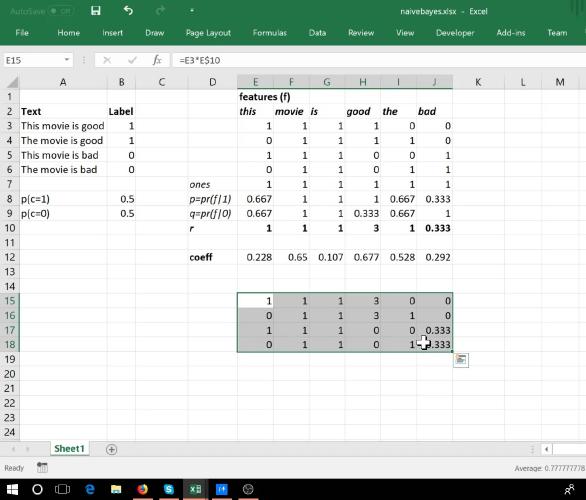 AutoSave Off naivebayes.xlsx - Excel
File Home Insert Draw Page Layout Formulas Data Review View Developer Add-ins Team
E15 fx =E3*E$10
A B C D E F G H I J K L M
1 features (f)
2 Text Label this movie is good the bad
3 This movie is good 1 1 1 1 1 0 0
4 The movie is good 1 0 1 1 1 1 0
5 This movie is bad 0 1 1 1 0 0 1
6 The movie is bad 0 0 1 1 0 1 1
7 ones 1 1 1 1 1 1
8 p(c=1) 0.5 p=pr(f|1) 0.667 1 1 1 0.667 0.333
9 p(c=0) 0.5 q=pr(f|0) 0.667 1 1 0.333 0.667 1
10 r 1 1 1 3 1 0.333
11
12 coeff 0.228 0.65 0.107 0.677 0.528 0.292
13
14
15 1 1 1 3 0 0
16 0 1 1 3 1 0
17 1 1 1 0 0 0.333
18 0 1 1 0 1 .333
19
20
21
22
23
24
Sheet1
Ready Average: 0.777777778